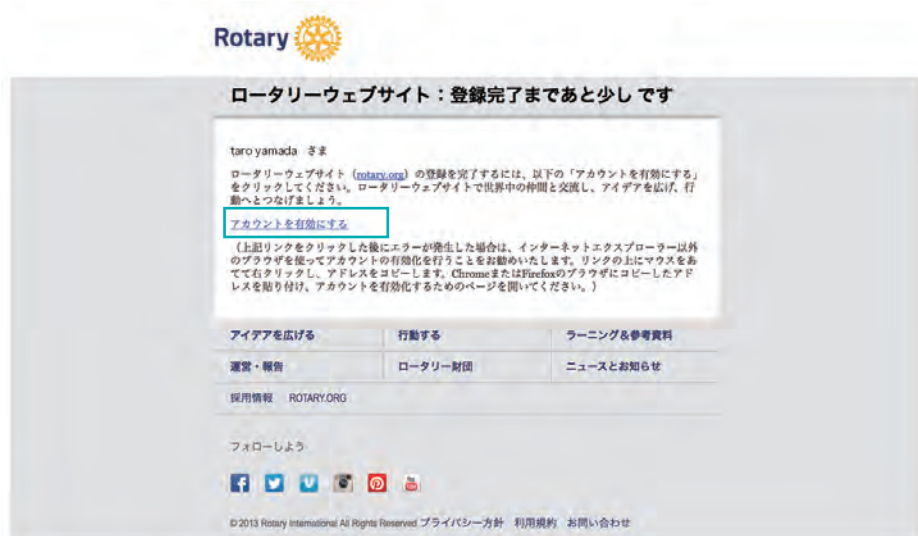 Rotary
ロータリーウェブサイト：登録完了まであと少し です
taro yamada さま
ロータリーウェブサイト（rotary.org）の登録を完了するには、以下の「アカウントを有効にする」
をクリックしてください。ロータリーウェブサイトで世界中の仲間と交流し、アイデアを広げ、行
動へとつなげましょう。
アカウントを有効にする
（上記リンクをクリックした後にエラーが発生した場合は、インターネットエクスプローラー以外
のブラウザを使ってアカウントの有効化を行うことをお勧めいたします。リンクの上にマウスをあ
てて右クリックし、アドレスをコピーします。ChromeまたはFirefoxのブラウザにコピーしたアド
レスを貼り付け、アカウントを有効化するためのページを開いてください。）
アイデアを広げる 行動する ラーニング&参考資料
運営・報告 ロータリー財団 ニュースとお知らせ
採用情報 ROTARY.ORG
フォローしよう
© 2013 Rotary International All Rights Reserved プライバシー方針 利用規約 お問い合わせ